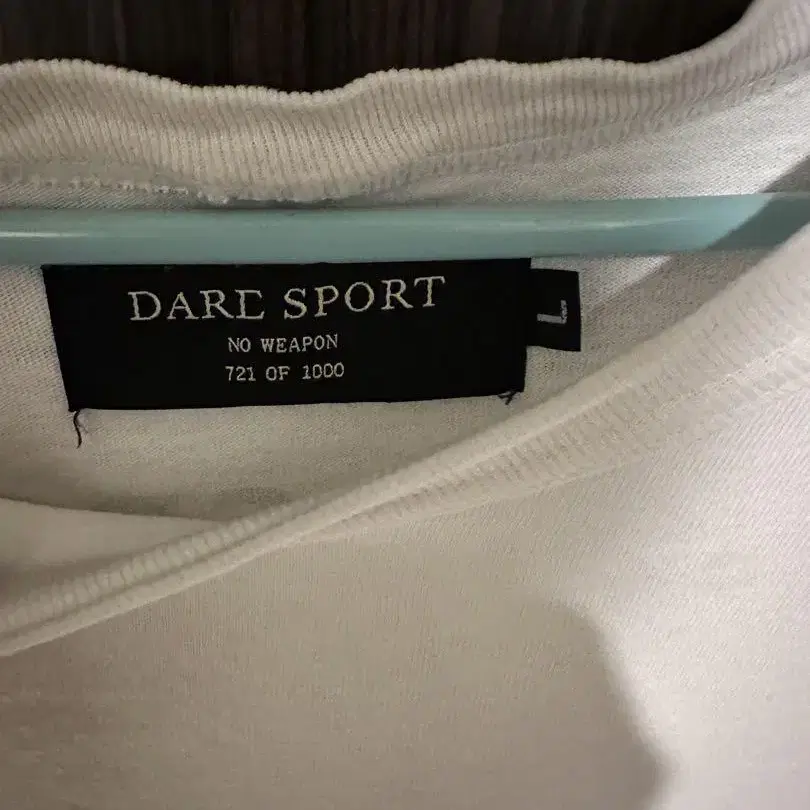 DARE SPORT
NO WEAPON
721 OF 1000
L